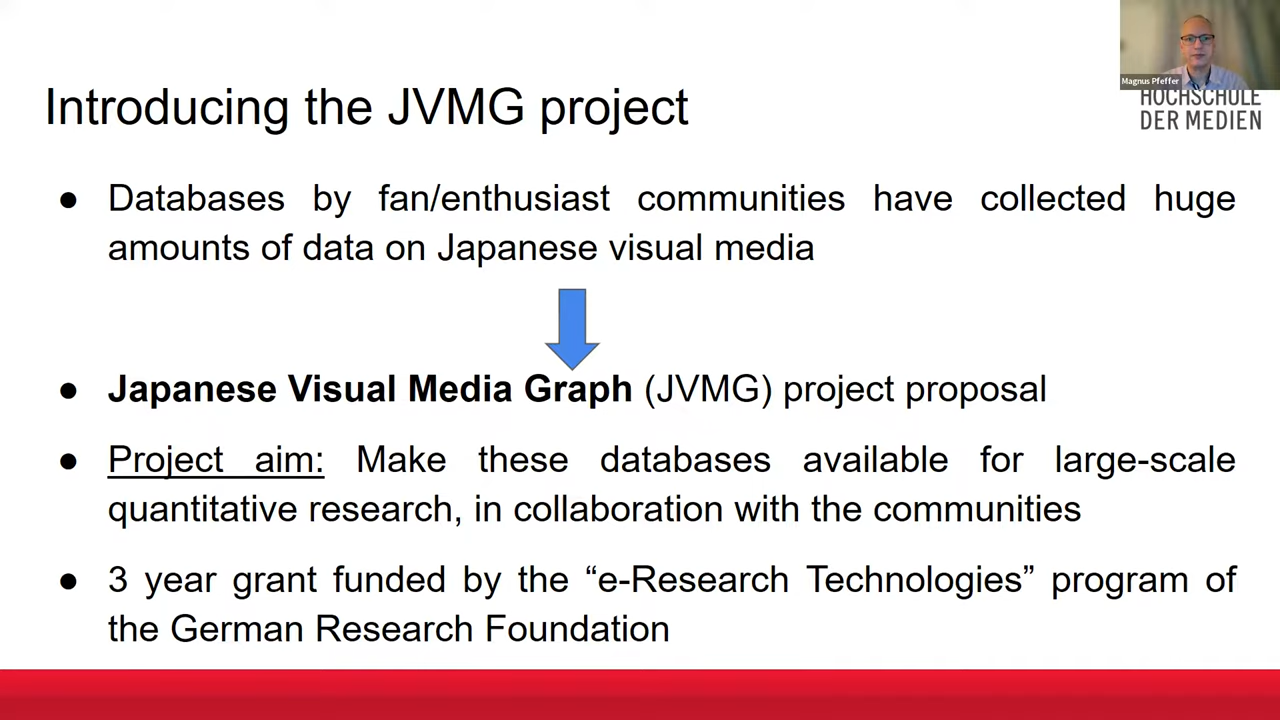 Magnus Pfeffer
HOCHSCHULE
DER MEDIEN
Introducing the JVMG project
● Databases by fan/enthusiast communities have collected huge
amounts of data on Japanese visual media
● Japanese Visual Media Graph (JVMG) project proposal
● Project aim: Make these databases available for large-scale
quantitative research, in collaboration with the communities
● 3 year grant funded by the “e-Research Technologies” program of
the German Research Foundation